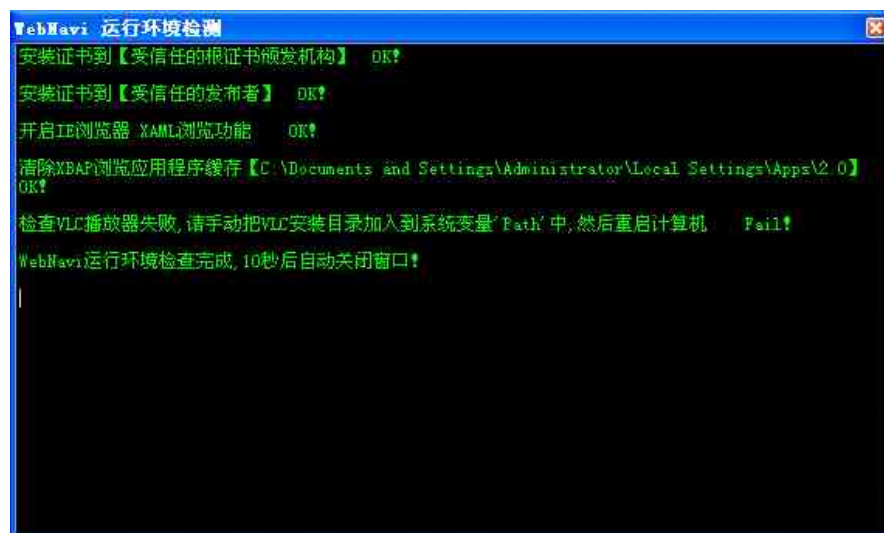 WebNavi 运行环境检测
安装证书到【受信任的根证书颁发机构】 OK!
安装证书到【受信任的发布者】 OK!
开启IE浏览器 XAML浏览功能 OK!
清除XBAP浏览应用程序缓存【C:\Documents and Settings\Administrator\Local Settings\Apps\2.0】
OK!
检查VLC播放器失败,请手动把VLC安装目录加入到系统变量'Path'中,然后重启计算机 Fail!
WebNavi运行环境检查完成,10秒后自动关闭窗口!